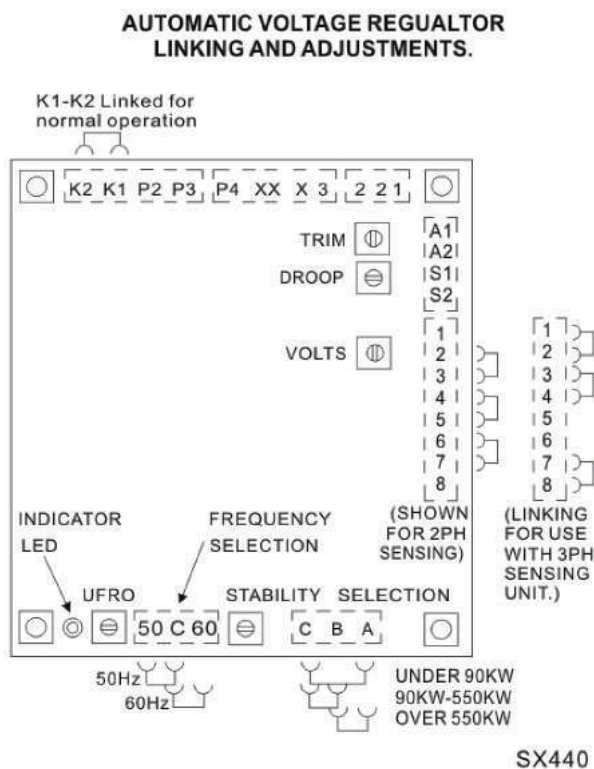 AUTOMATIC VOLTAGE REGUALTOR
LINKING AND ADJUSTMENTS.
K1-K2 Linked for
normal operation
K2 K1 P2 P3 P4 XX X 3 2 2 1
TRIM
DROOP
VOLTS
A1
A2
S1
S2
1
2
3
4
5
6
7
8
1
2
3
4
5
6
7
8
(SHOWN
FOR 2PH
SENSING)
(LINKING
FOR USE
WITH 3PH
SENSING
UNIT.)
INDICATOR
LED
FREQUENCY
SELECTION
UFRO
STABILITY SELECTION
50 C 60
C B A
50Hz
60Hz
UNDER 90KW
90KW-550KW
OVER 550KW
SX440